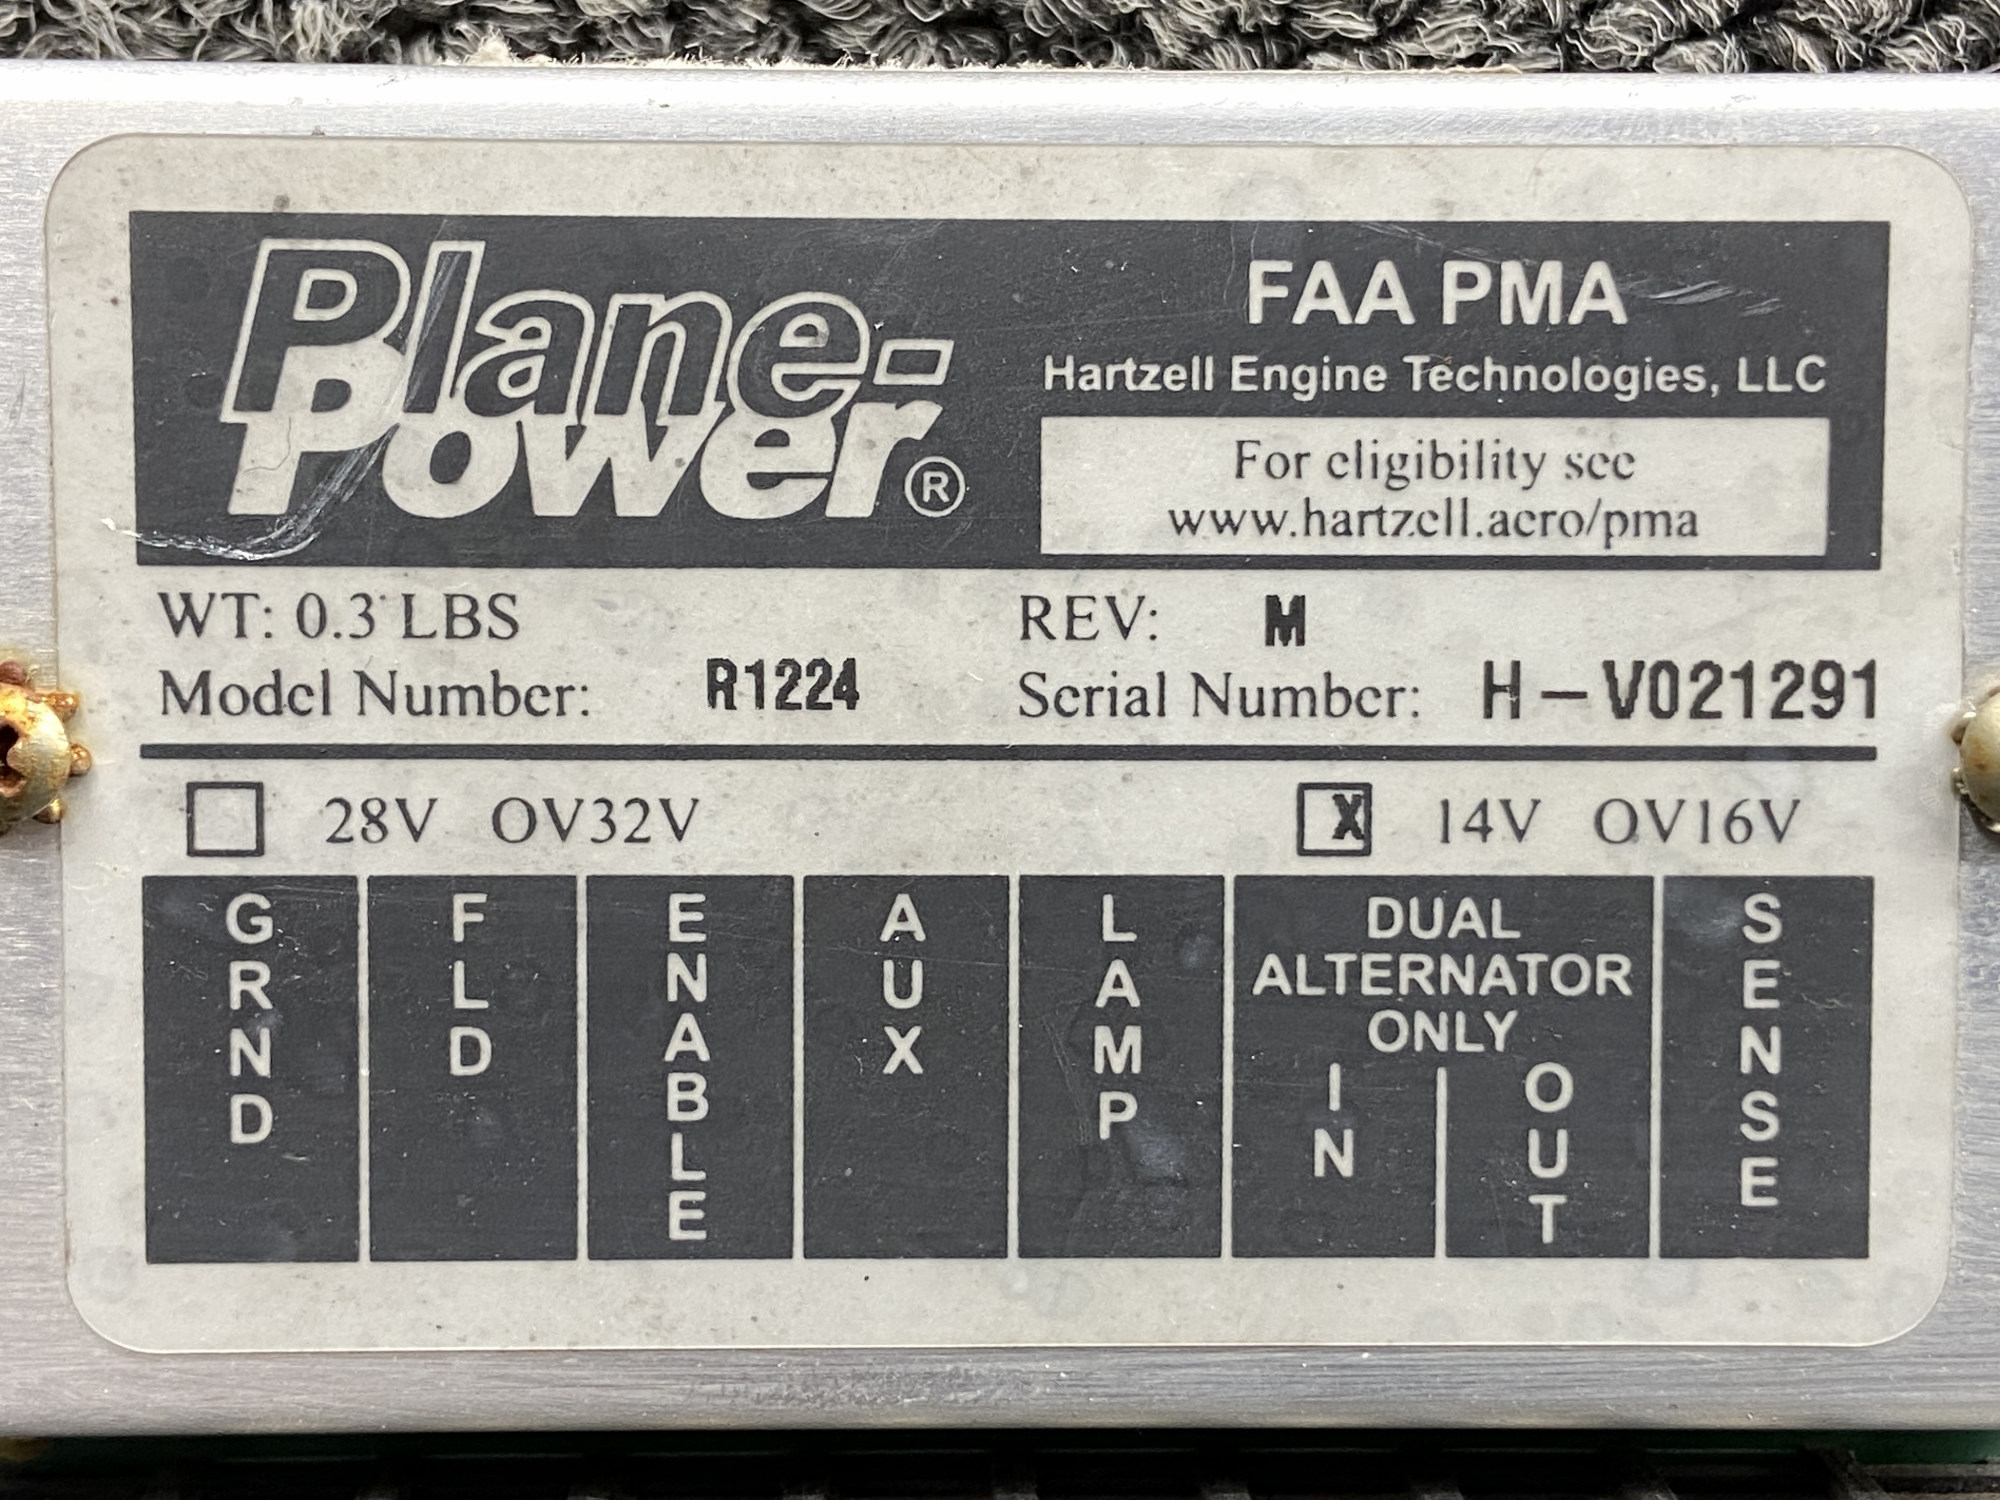 Plane-
Power®
FAA PMA
Hartzell Engine Technologies, LLC
For eligibility see
www.hartzell.aero/pma
WT: 0.3 LBS
REV: M
Model Number: R1224
Serial Number: H-V021291
28V OV32V
X 14V OV16V
GRND
FLD
ENABLE
AUX
LAMP
DUAL
ALTERNATOR
ONLY
IN
OUT
SENSE